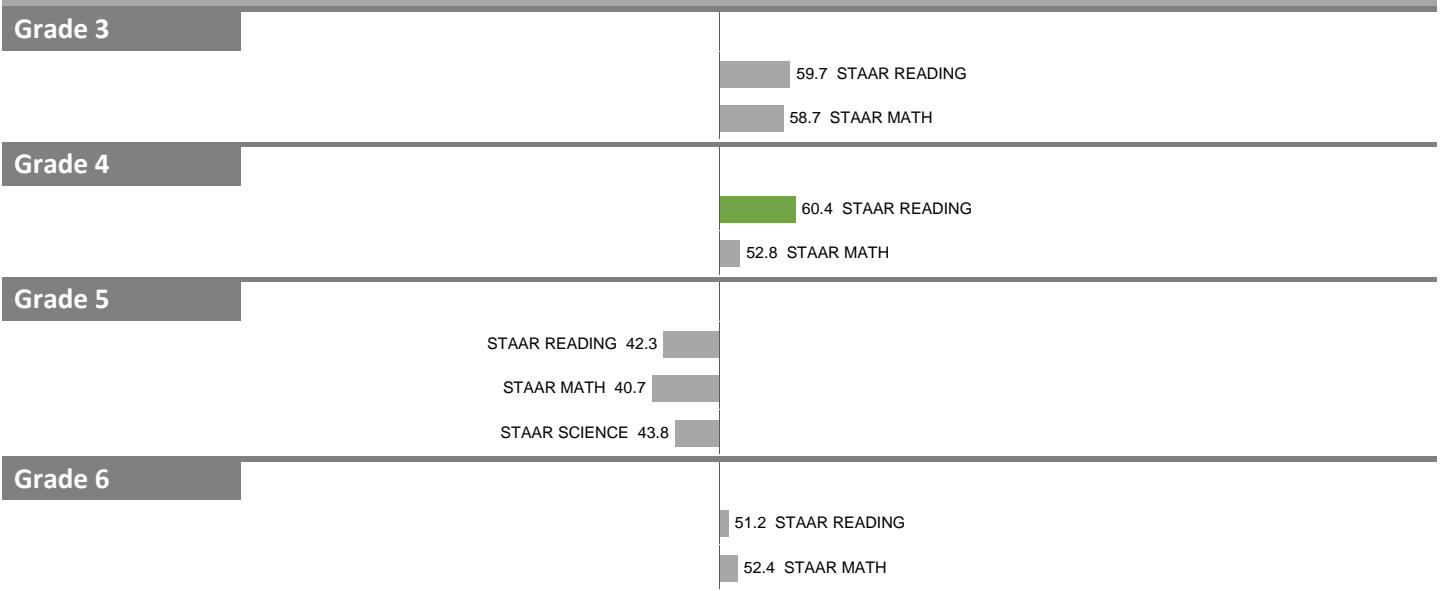 Grade 3
59.7 STAAR READING
58.7 STAAR MATH
Grade 4
60.4 STAAR READING
52.8 STAAR MATH
Grade 5
STAAR READING 42.3
STAAR MATH 40.7
STAAR SCIENCE 43.8
Grade 6
51.2 STAAR READING
52.4 STAAR MATH